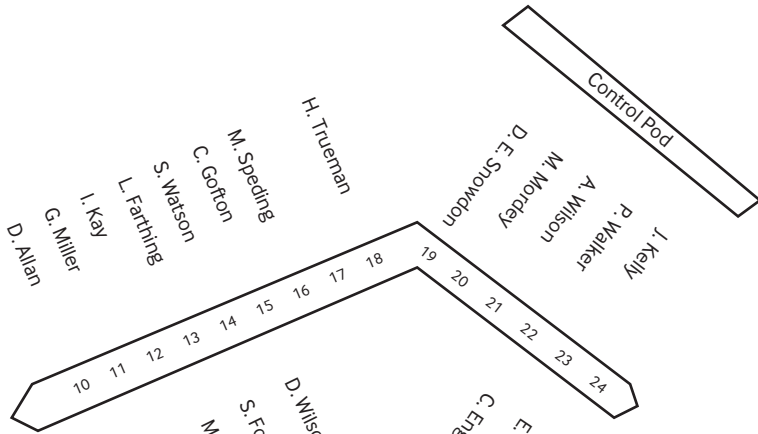 Control Pod
H. Trueman
M. Speding
C. Gofton
S. Watson
L. Farthing
I. Kay
G. Miller
D. Allan
D.E. Snowdon
M. Mordey
A. Wilson
P. Walker
J. Kelly
10 11 12 13 14 15 16 17 18 19 20 21 22 23 24
D.
S.
C.
E.